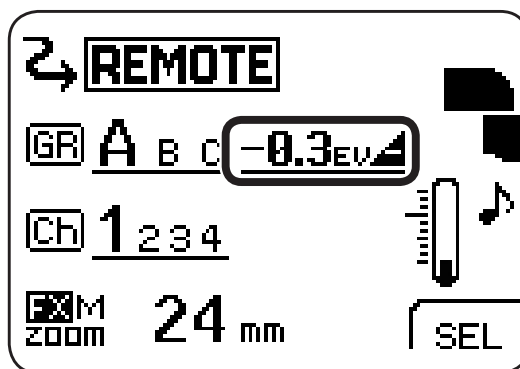 REMOTE
GR A B C -0.3EV
Ch 1 2 3 4
FX M
zoom 24 mm
SEL